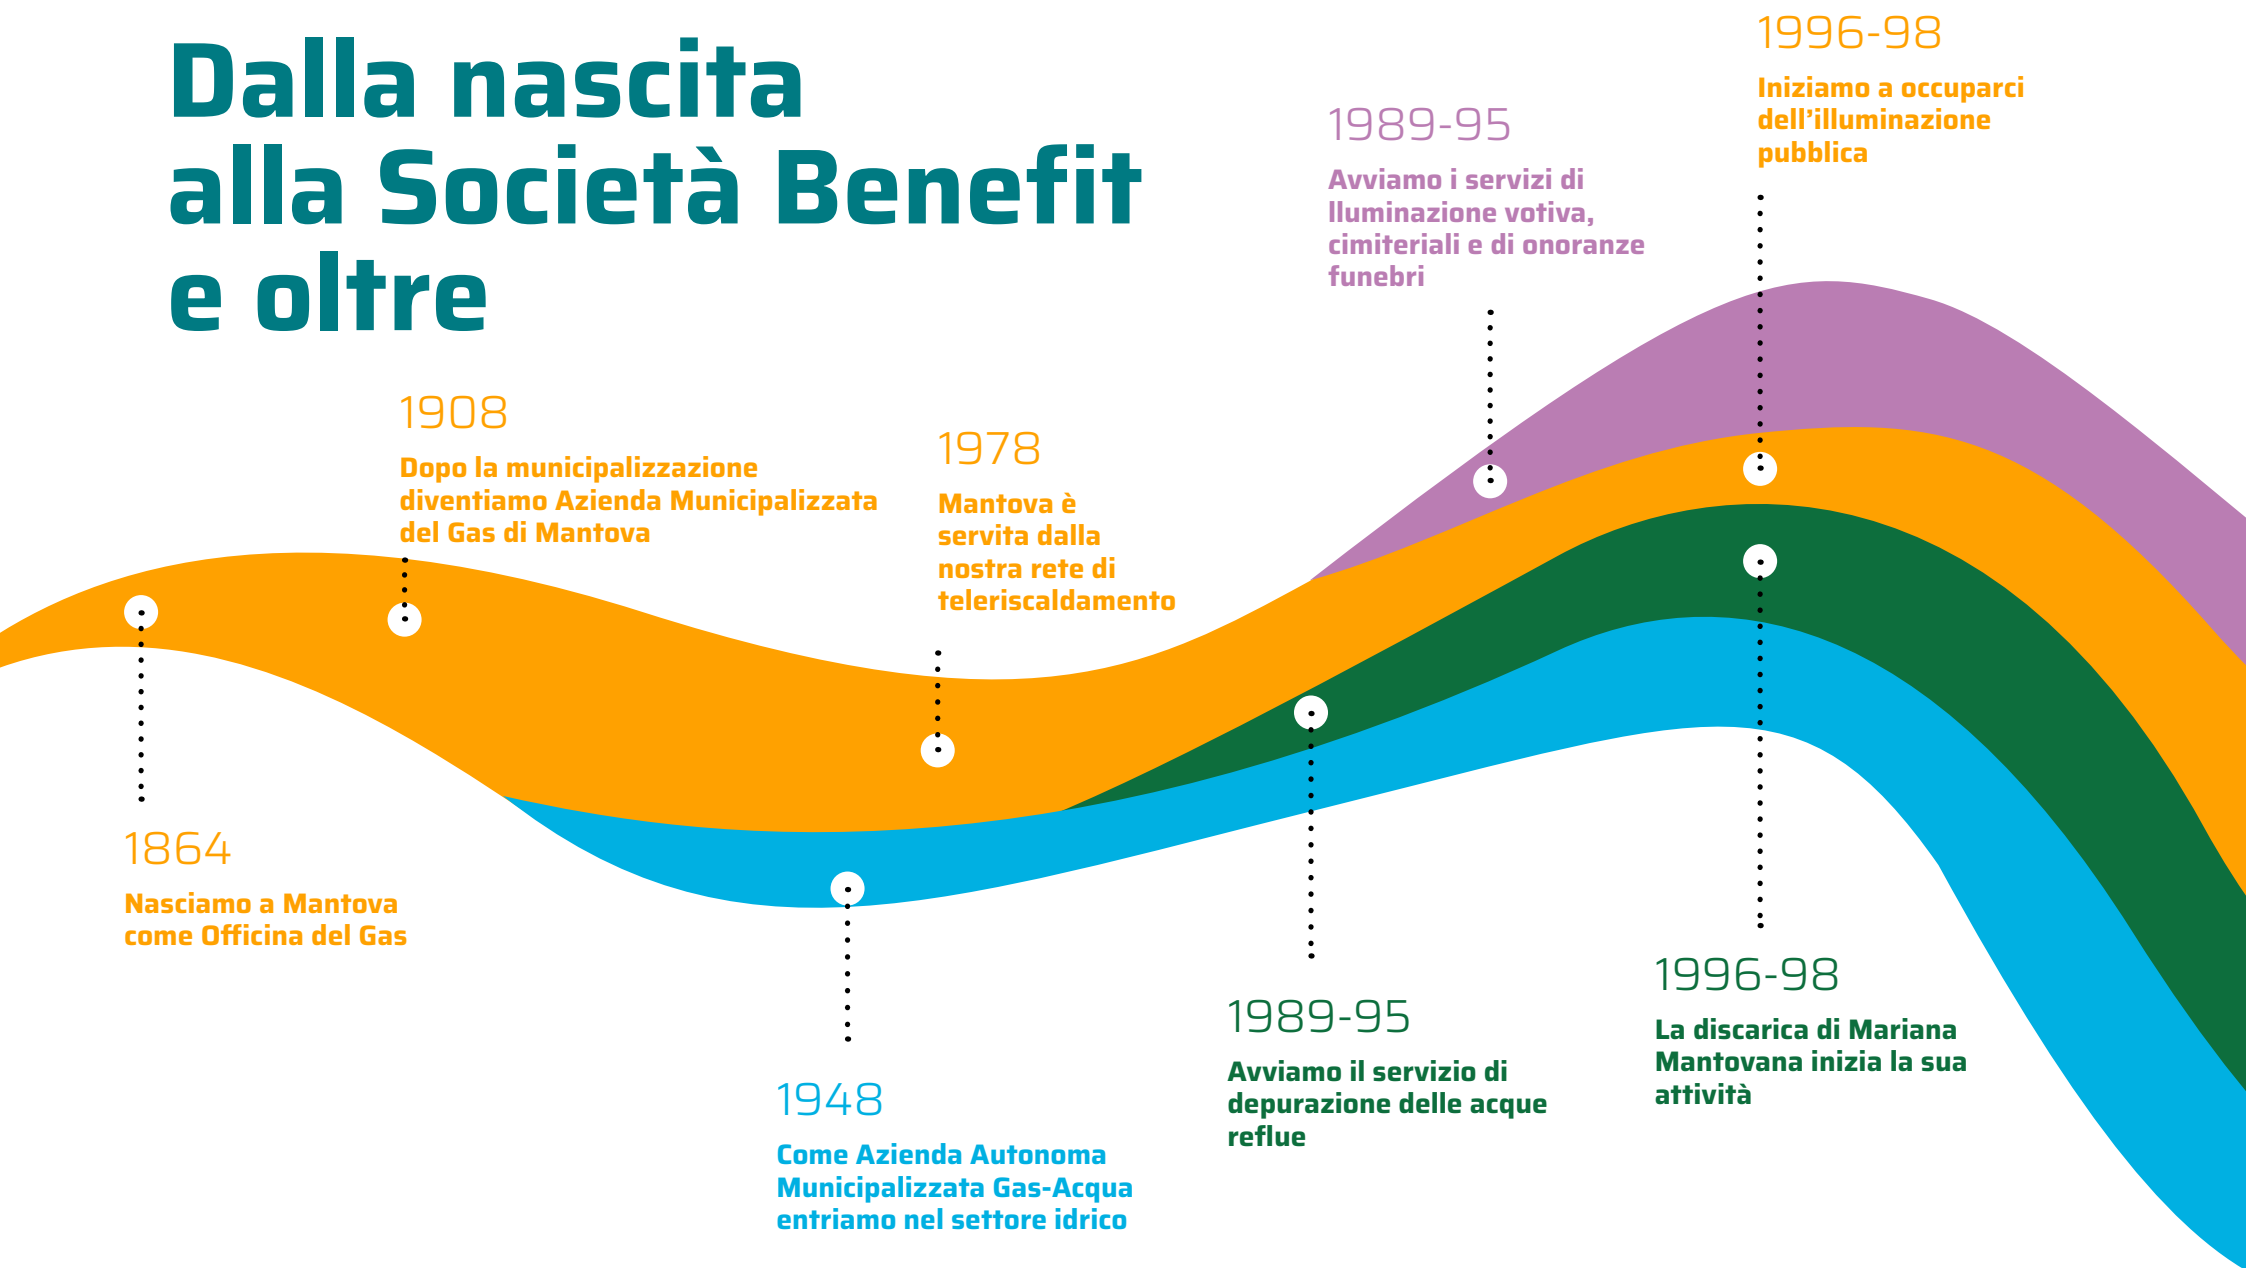 Dalla nascita
alla Società Benefit
e oltre
1864
Nasciamo a Mantova
come Officina del Gas
1908
Dopo la municipalizzazione
diventiamo Azienda Municipalizzata
del Gas di Mantova
1948
Come Azienda Autonoma
Municipalizzata Gas-Acqua
entriamo nel settore idrico
1978
Mantova è
servita dalla
nostra rete di
teleriscaldamento
1989-95
Avviamo i servizi di
lluminazione votiva,
cimiteriali e di onoranze
funebri
1989-95
Avviamo il servizio di
depurazione delle acque
reflue
1996-98
Iniziamo a occuparci
dell’illuminazione
pubblica
1996-98
La discarica di Mariana
Mantovana inizia la sua
attività